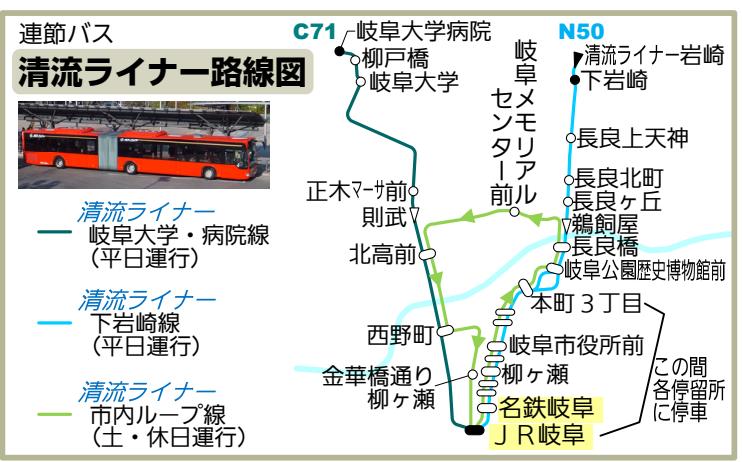 連節バス
清流ライナー路線図
清流ライナー
岐阜大学・病院線
(平日運行)
清流ライナー
下岩崎線
(平日運行)
清流ライナー
市内ループ線
(土・休日運行)
C71
岐阜大学病院
柳戸橋
岐阜大学
正木マーサ前
則武
北高前
西野町
金華橋通り
柳ヶ瀬
岐阜メモリアル
センター前
N50
清流ライナー岩崎
下岩崎
長良上天神
長良北町
長良ヶ丘
鵜飼屋
長良橋
岐阜公園歴史博物館前
本町３丁目
岐阜市役所前
柳ヶ瀬
名鉄岐阜
ＪＲ岐阜
この間
各停留所
に停車